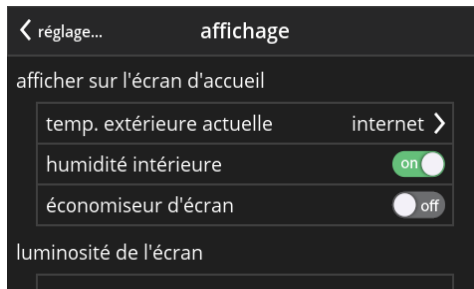 réglage...
affichage
afficher sur l'écran d'accueil
temp. extérieure actuelle internet
humidité intérieure on
économiseur d'écran off
luminosité de l'écran